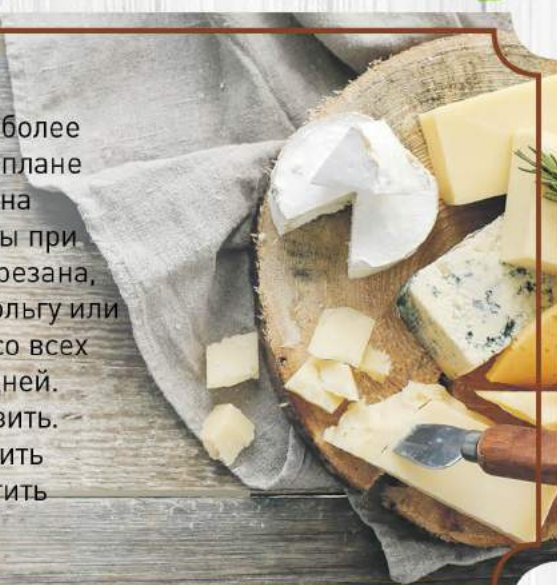 более
плане
на
ы при
резана,
ольгу или
со всех
ней.
вить.
ить
тить